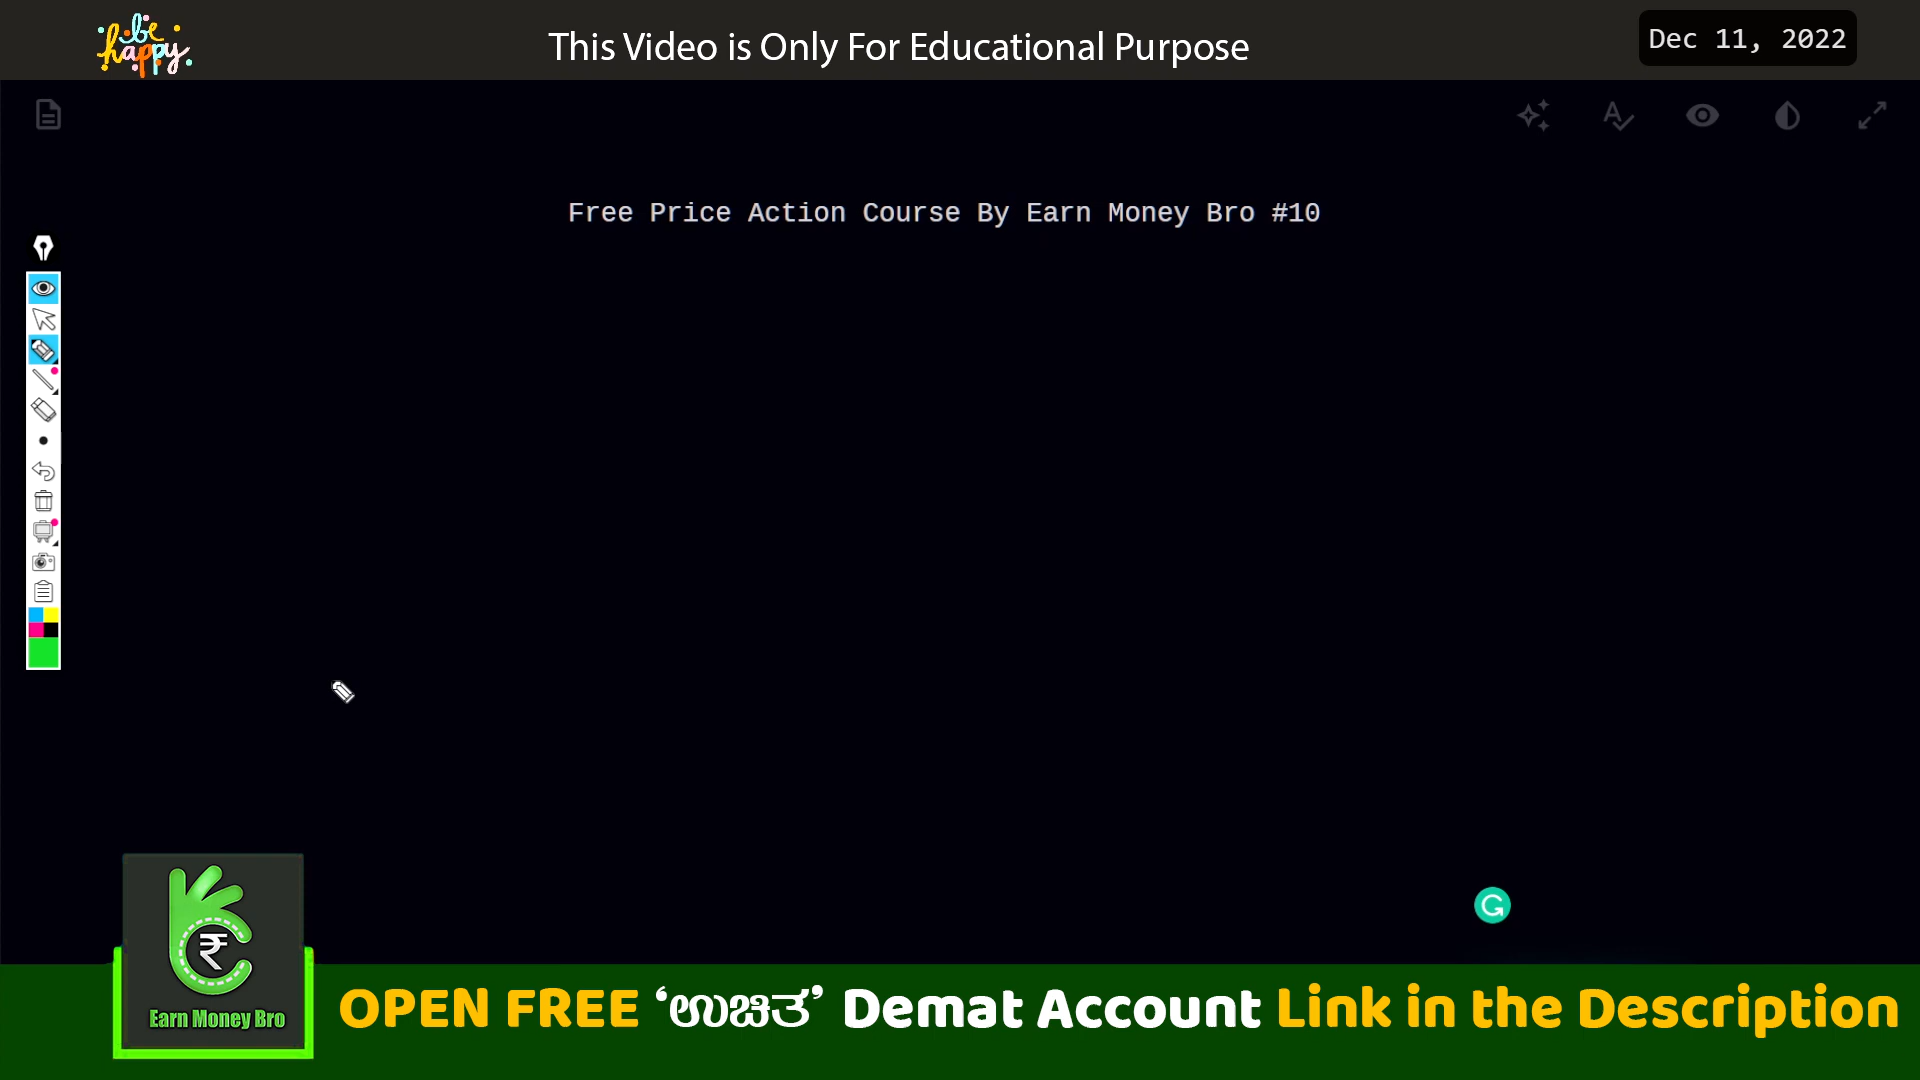 be
happy
This Video is Only For Educational Purpose
Dec 11, 2022
Free Price Action Course By Earn Money Bro #10
Earn Money Bro
OPEN FREE ‘ಉಚಿತ’ Demat Account Link in the Description